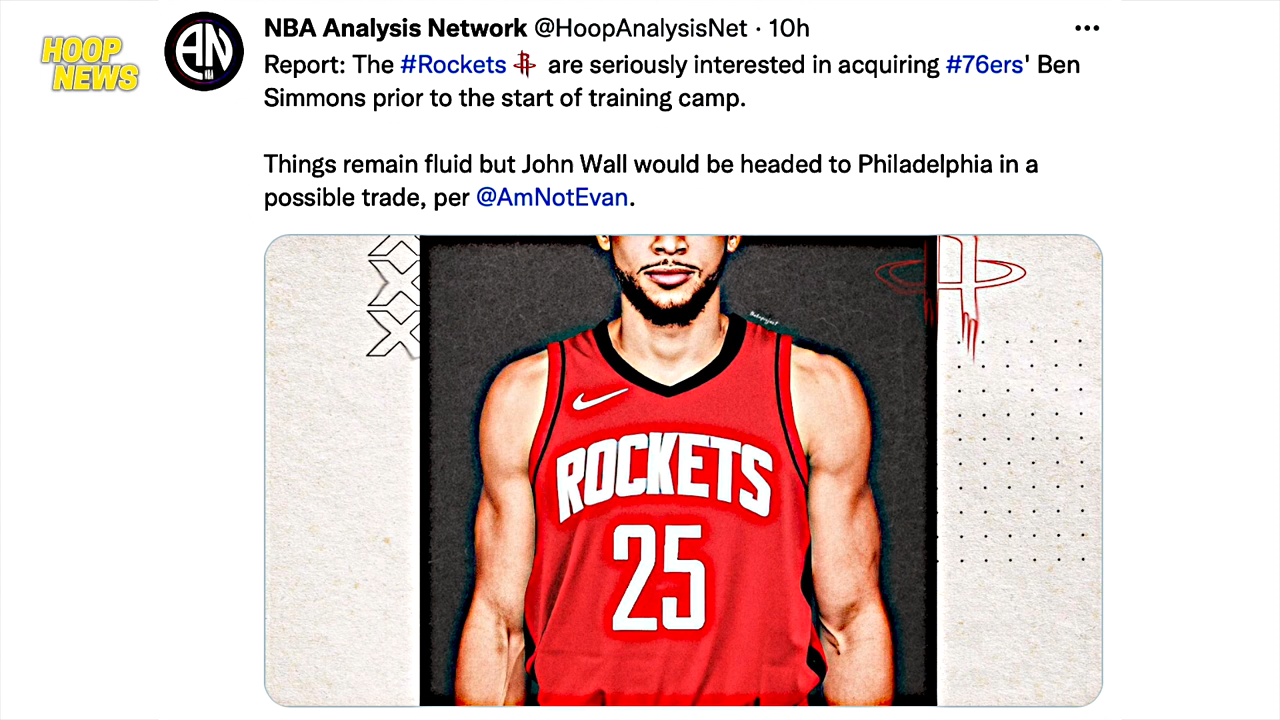 HOOP
NEWS
AN
NBA Analysis Network @HoopAnalysisNet · 10h
Report: The #Rockets are seriously interested in acquiring #76ers' Ben
Simmons prior to the start of training camp.
Things remain fluid but John Wall would be headed to Philadelphia in a
possible trade, per @AmNotEvan.
ROCKETS
25